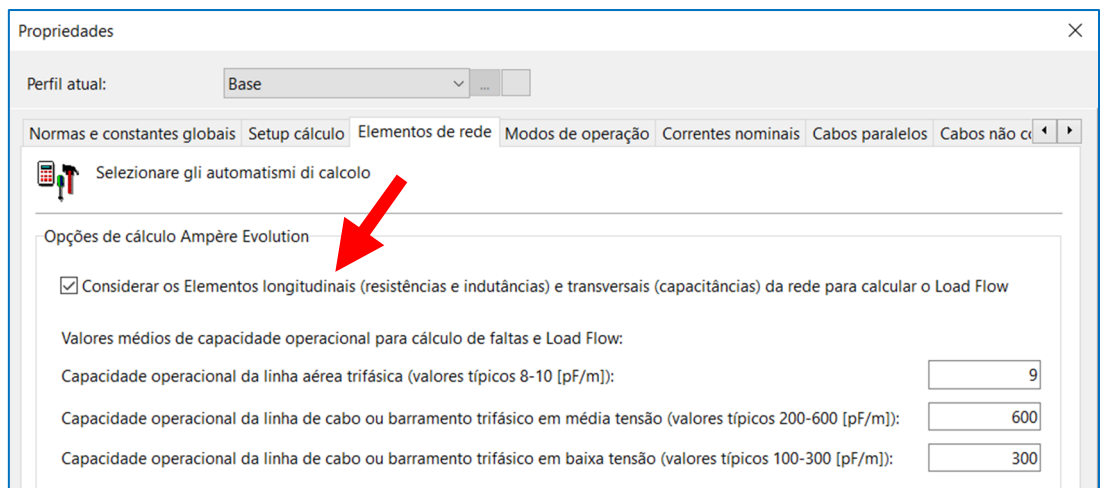 Propriedades
Perfil atual: Base ...
Normas e constantes globais Setup cálculo Elementos de rede Modos de operação Correntes nominais Cabos paralelos Cabos não co
Selezionare gli automatismi di calcolo
Opções de cálculo Ampère Evolution
Considerar os Elementos longitudinais (resistências e indutâncias) e transversais (capacitâncias) da rede para calcular o Load Flow
Valores médios de capacidade operacional para cálculo de faltas e Load Flow:
Capacidade operacional da linha aérea trifásica (valores típicos 8-10 [pF/m]): 9
Capacidade operacional da linha de cabo ou barramento trifásico em média tensão (valores típicos 200-600 [pF/m]): 600
Capacidade operacional da linha de cabo ou barramento trifásico em baixa tensão (valores típicos 100-300 [pF/m]): 300